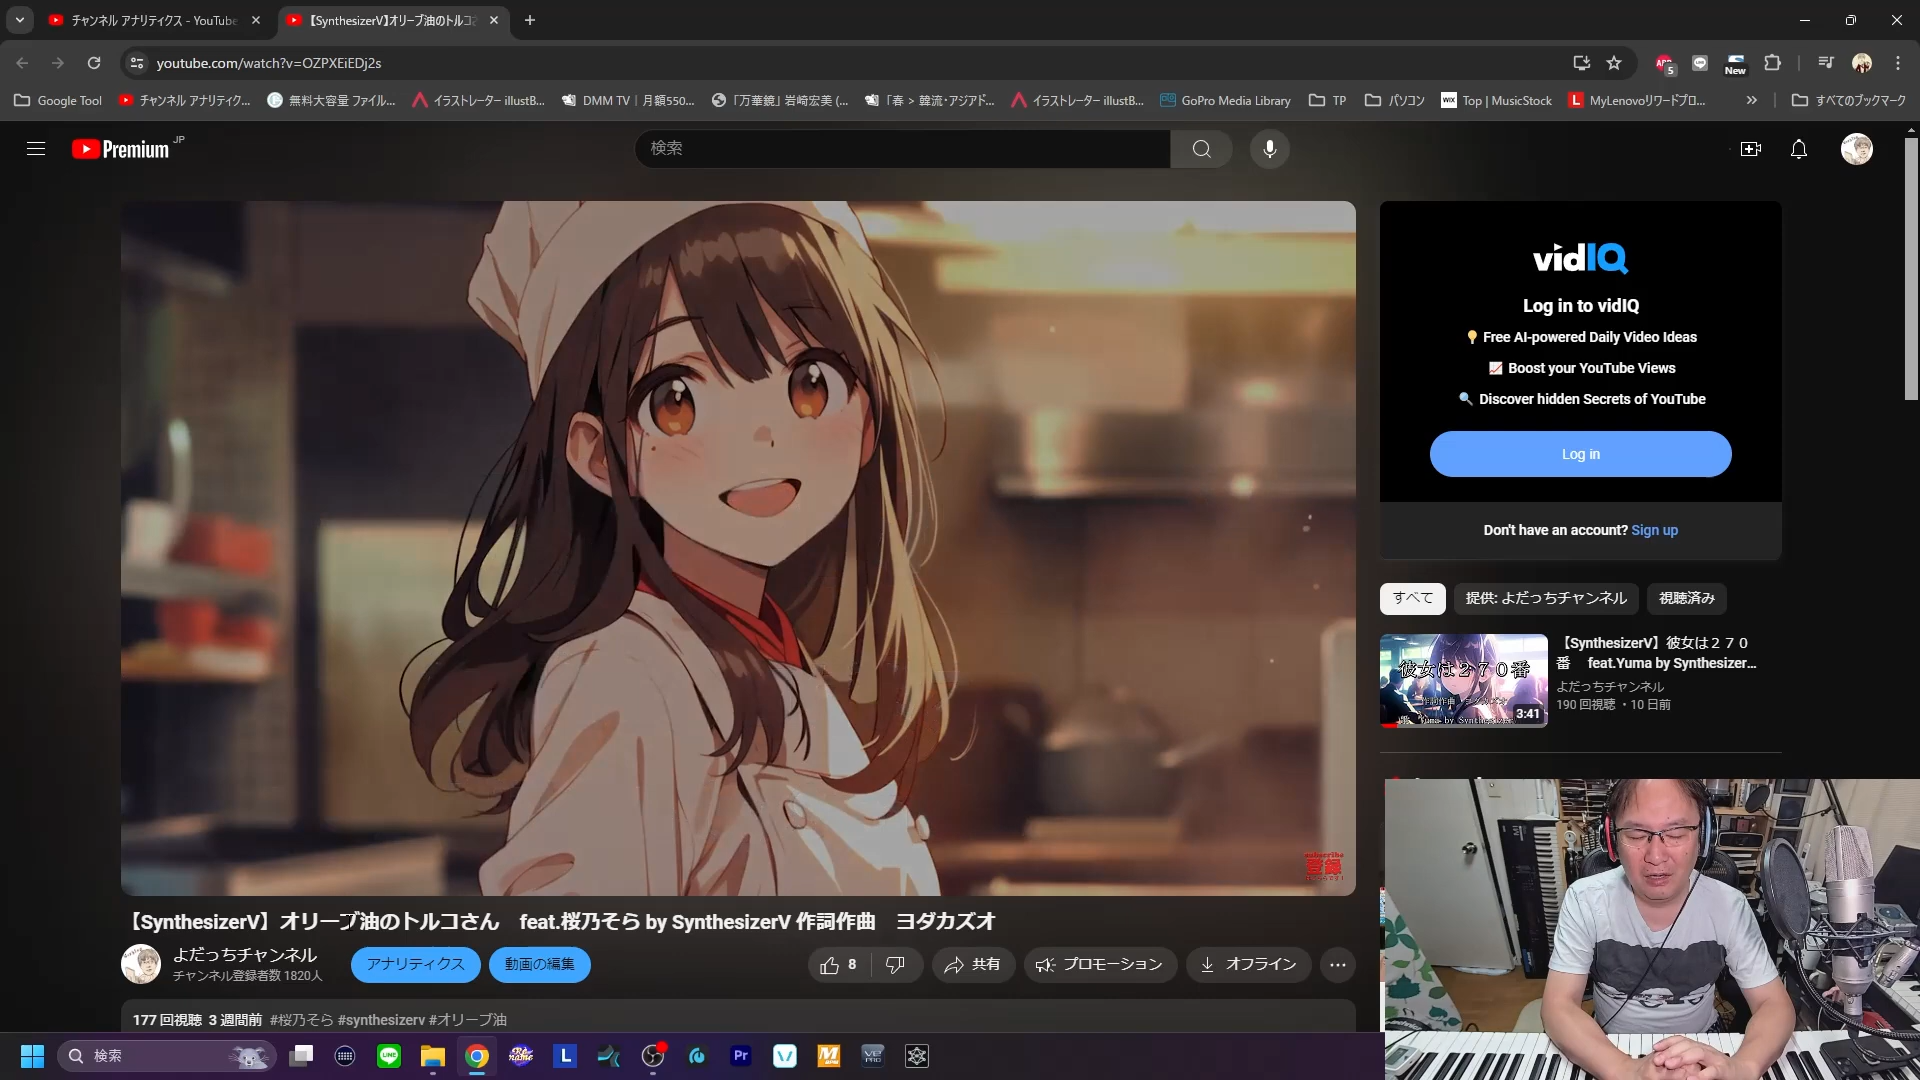 チャンネル アナリティクス - YouTube
【SynthesizerV】オリーブ油のトルコさ
youtube.com/watch?v=OZPXEiEDj2s
5
New
Google Tool
チャンネル アナリティク...
無料大容量 ファイル...
イラストレーター illustB...
DMM TV｜月額550...
「万華鏡」岩崎宏美 (...
「春 > 韓流・アジアド...
イラストレーター illustB...
GoPro Media Library
TP
パソコン
WiX
Top | MusicStock
L
MyLenovoリワードプロ...
すべてのブックマーク
Premium
JP
検索
vidIQ
Log in to vidIQ
Free AI-powered Daily Video Ideas
Boost your YouTube Views
Discover hidden Secrets of YouTube
Log in
Don't have an account? Sign up
すべて
提供: よだっちチャンネル
視聴済み
彼女は２７０番
3:41
【SynthesizerV】彼女は２７０
番　feat.Yuma by Synthesizer...
よだっちチャンネル
190 回視聴 ・10 日前
subscribe
登録
【SynthesizerV】オリーブ油のトルコさん　feat.桜乃そら by SynthesizerV 作詞作曲　ヨダカズオ
よだっちチャンネル
チャンネル登録者数 1820人
アナリティクス
動画の編集
8
共有
プロモーション
オフライン
177 回視聴 3 週間前 #桜乃そら #synthesizerv #オリーブ油
検索
LINE
L
Pr